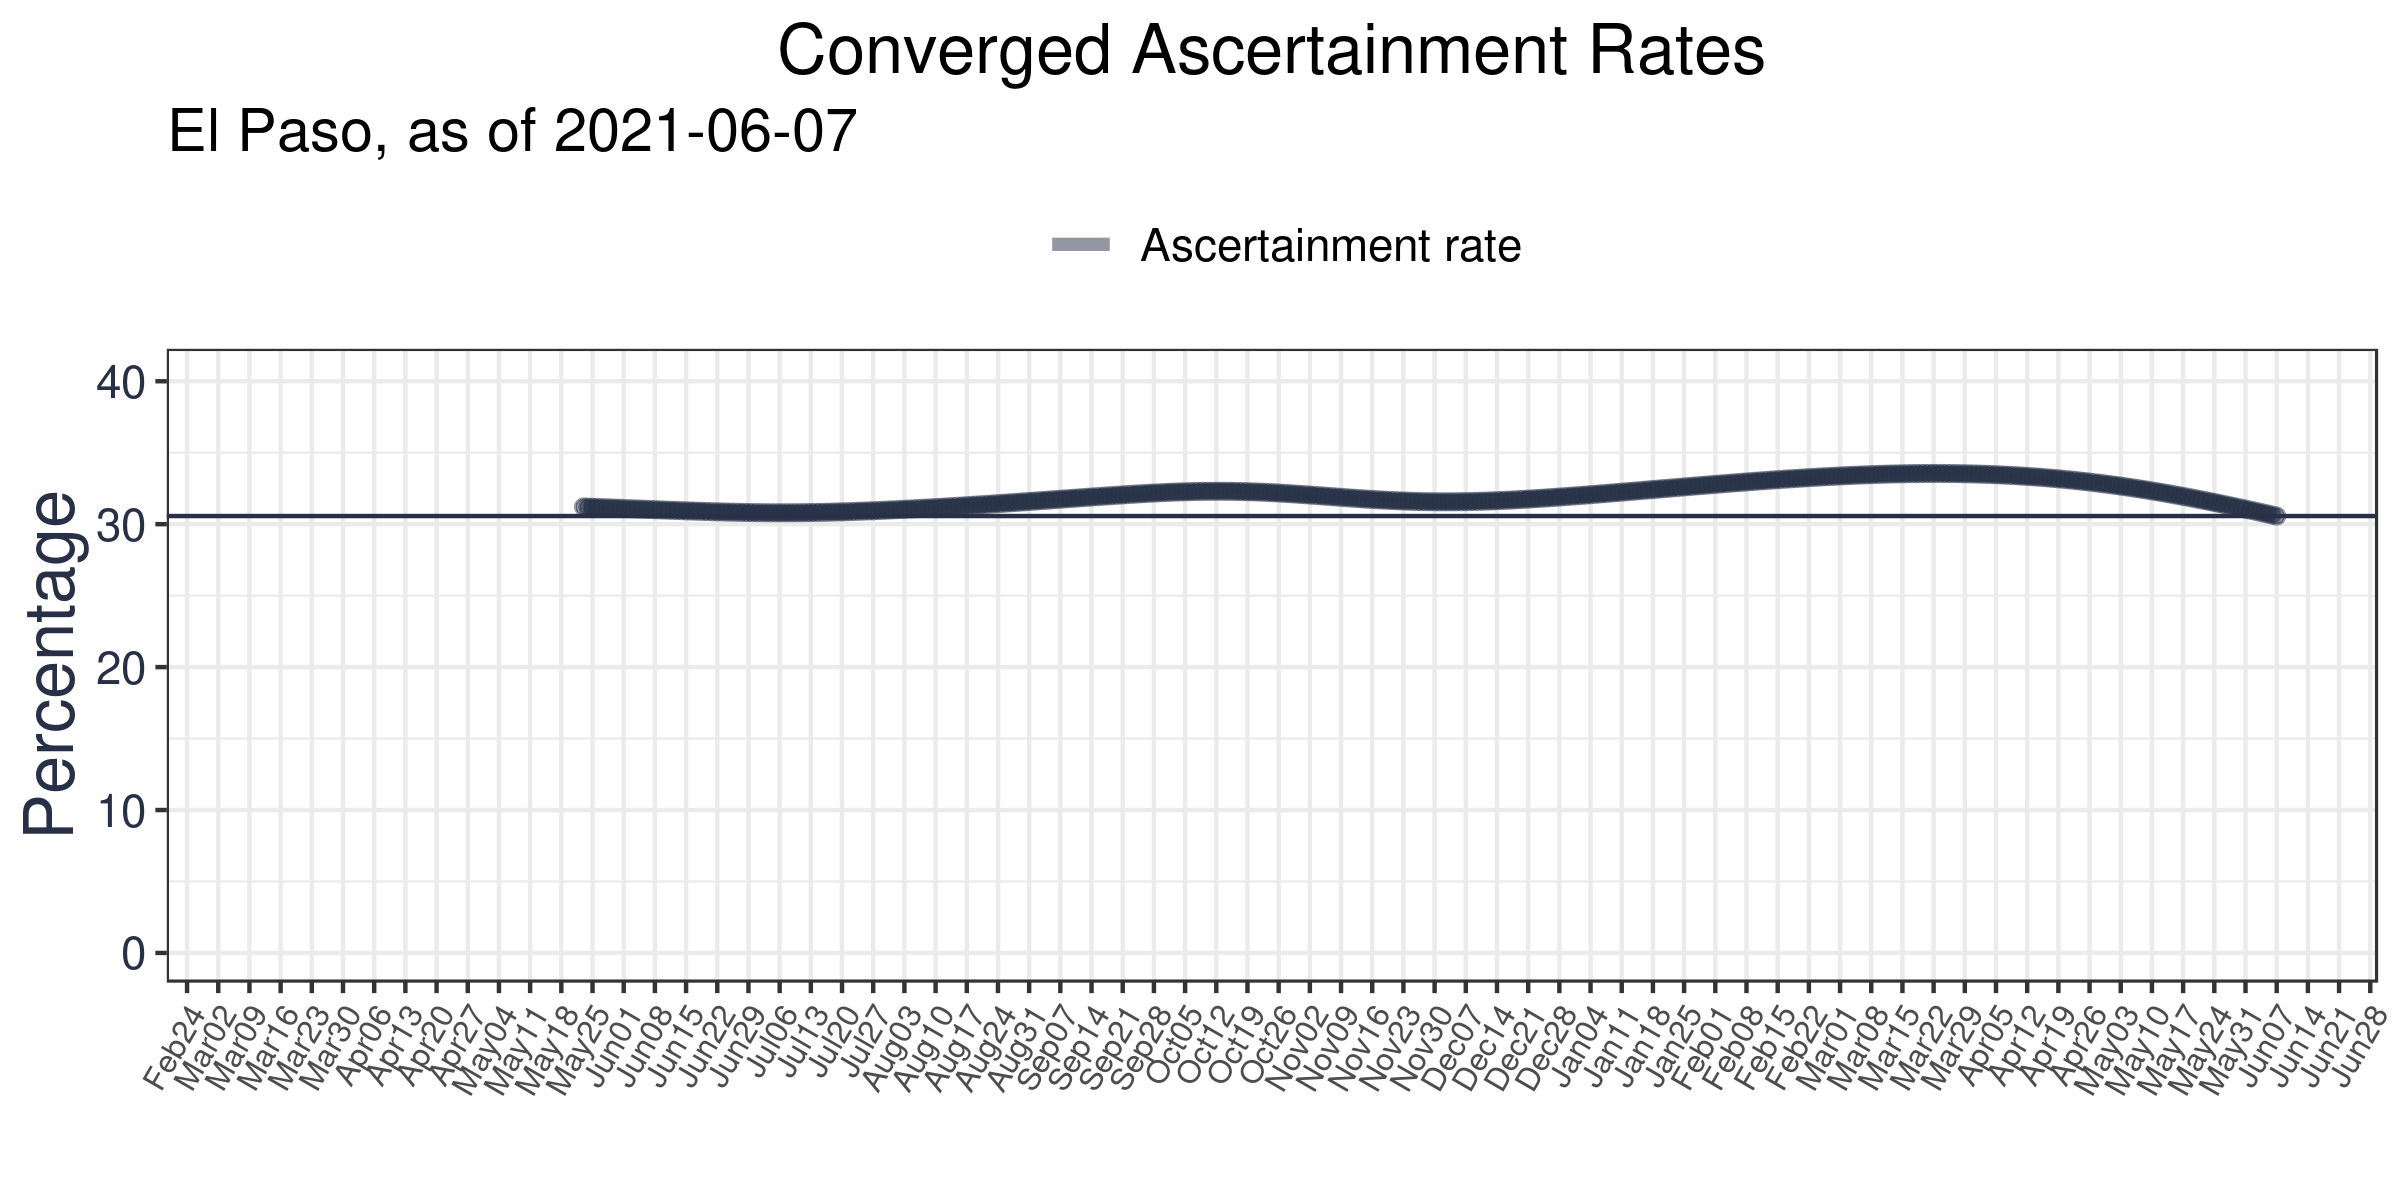 Converged Ascertainment Rates
El Paso, as of 2021-06-07
Ascertainment rate
Percentage
40
30
20
10
0
Feb24 Mar02 Mar09 Mar16 Mar23 Mar30 Apr06 Apr13 Apr20 Apr27 May04 May11 May18 May25 Jun01 Jun08 Jun15 Jun22 Jun29 Jul06 Jul13 Jul20 Jul27 Aug03 Aug10 Aug17 Aug24 Aug31 Sep07 Sep14 Sep21 Sep28 Oct05 Oct12 Oct19 Oct26 Nov02 Nov09 Nov16 Nov23 Nov30 Dec07 Dec14 Dec21 Dec28 Jan04 Jan11 Jan18 Jan25 Feb01 Feb08 Feb15 Feb22 Mar01 Mar08 Mar15 Mar22 Mar29 Apr05 Apr12 Apr19 Apr26 May03 May10 May17 May24 May31 Jun07 Jun14 Jun21 Jun28